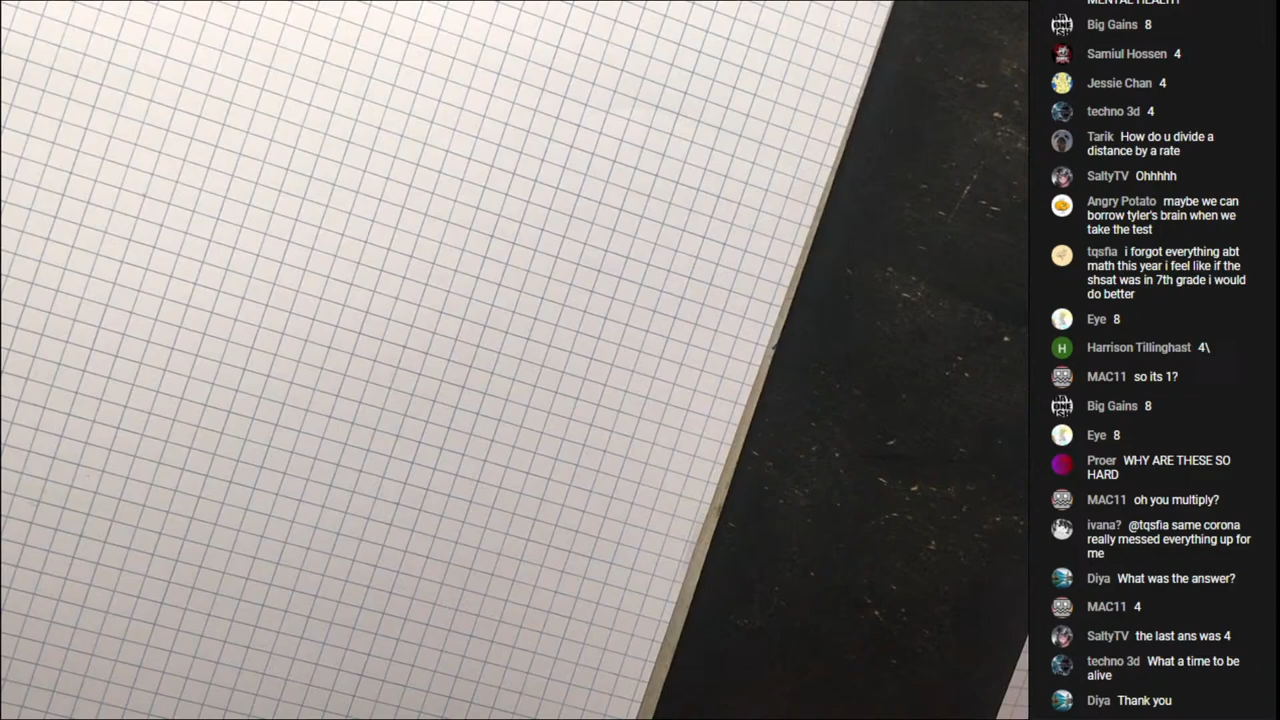 MENTAL HEALTH
Big Gains 8
Samiul Hossen 4
Jessie Chan 4
techno 3d 4
Tarik How do u divide a
distance by a rate
SaltyTV Ohhhhh
Angry Potato maybe we can
borrow tyler's brain when we
take the test
tqsfia i forgot everything abt
math this year i feel like if the
shsat was in 7th grade i would
do better
Eye 8
H Harrison Tillinghast 4\
MAC11 so its 1?
Big Gains 8
Eye 8
Proer WHY ARE THESE SO
HARD
MAC11 oh you multiply?
ivana? @tqsfia same corona
really messed everything up for
me
Diya What was the answer?
MAC11 4
SaltyTV the last ans was 4
techno 3d What a time to be
alive
Diya Thank you